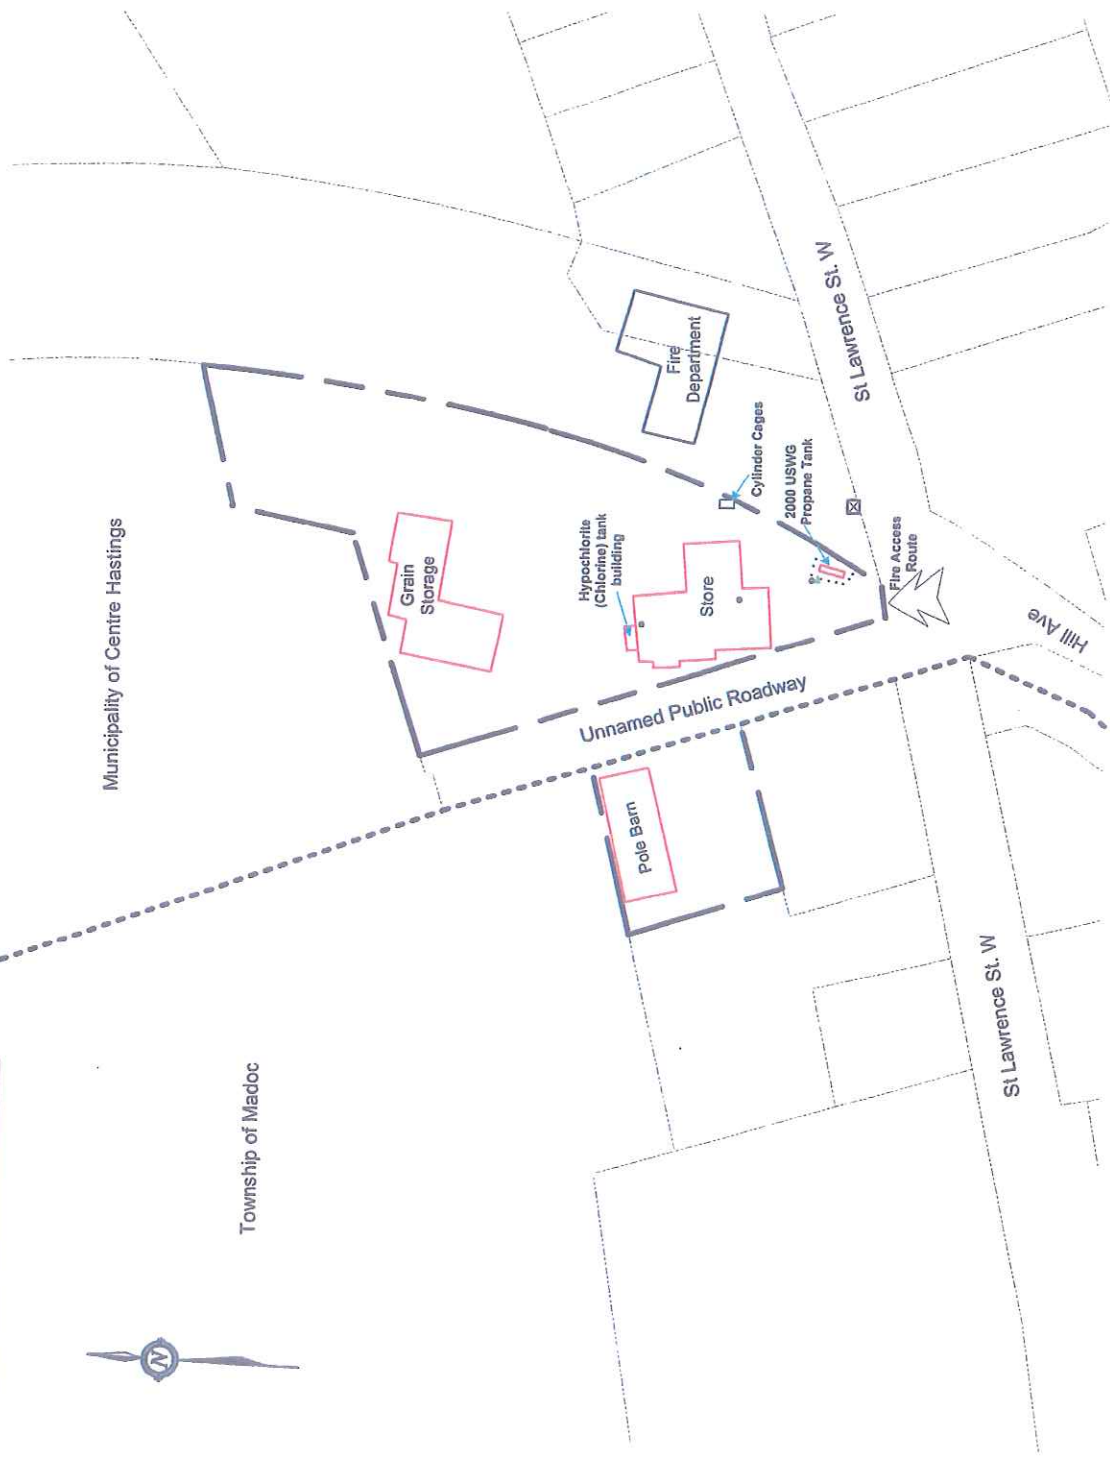 Municipality of Centre Hastings
Township of Madoc
N
Grain
Storage
Hypochlorite
(Chlorine) tank
building
Store
Fire
Department
Cylinder Cages
2000 USWG
Propane Tank
Fire Access
Route
Unnamed Public Roadway
Pole Barn
St Lawrence St. W
Hill Ave
St Lawrence St. W